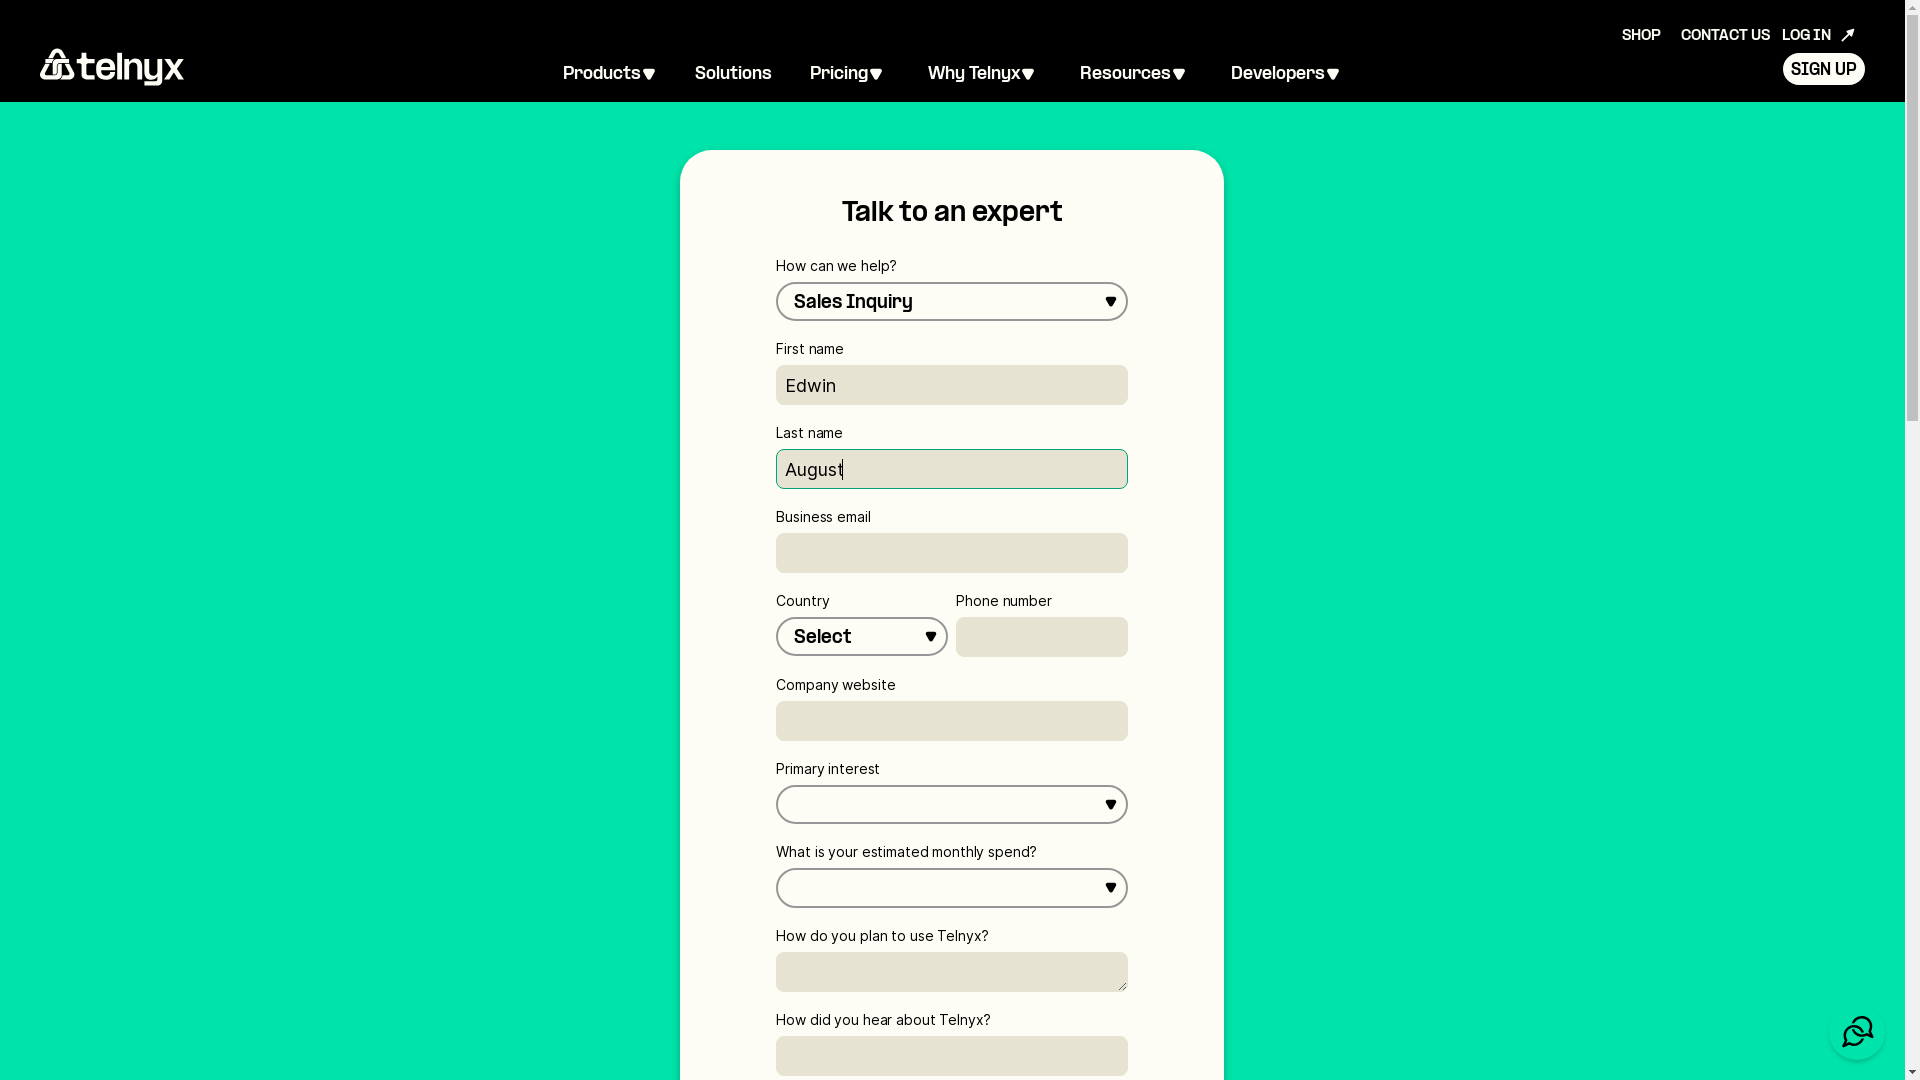 SHOP CONTACT US LOG IN
telnyx Products Solutions Pricing Why Telnyx Resources Developers SIGN UP
Talk to an expert
How can we help?
Sales Inquiry
First name
Edwin
Last name
August
Business email
Country Phone number
Select
Company website
Primary interest
What is your estimated monthly spend?
How do you plan to use Telnyx?
How did you hear about Telnyx?